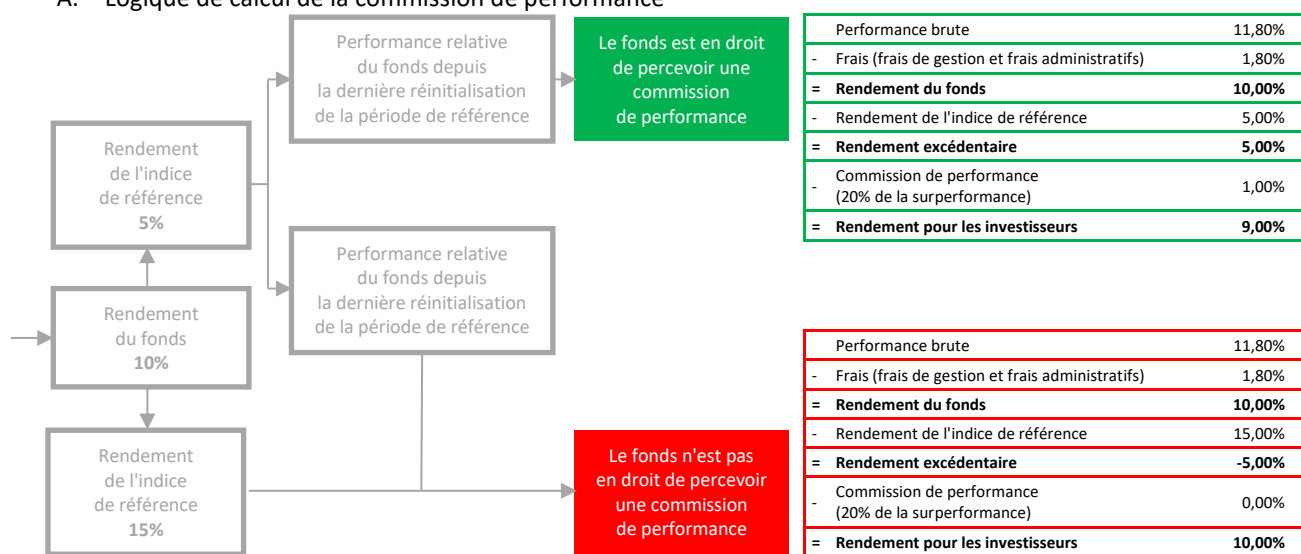 A. Logique de calcul de la commission de performance
Performance relative
du fonds depuis
la dernière réinitialisation
de la période de référence
Le fonds est en droit
de percevoir une
commission
de performance
Rendement
de l'indice
de référence
5%
Performance relative
du fonds depuis
la dernière réinitialisation
de la période de référence
Rendement
du fonds
10%
Rendement
de l'indice
de référence
15%
Le fonds n'est pas
en droit de percevoir
une commission
de performance
Performance brute 11,80%
- Frais (frais de gestion et frais administratifs) 1,80%
= Rendement du fonds 10,00%
- Rendement de l'indice de référence 5,00%
= Rendement excédentaire 5,00%
- Commission de performance
(20% de la surperformance) 1,00%
= Rendement pour les investisseurs 9,00%
Performance brute 11,80%
- Frais (frais de gestion et frais administratifs) 1,80%
= Rendement du fonds 10,00%
- Rendement de l'indice de référence 15,00%
= Rendement excédentaire -5,00%
- Commission de performance
(20% de la surperformance) 0,00%
= Rendement pour les investisseurs 10,00%